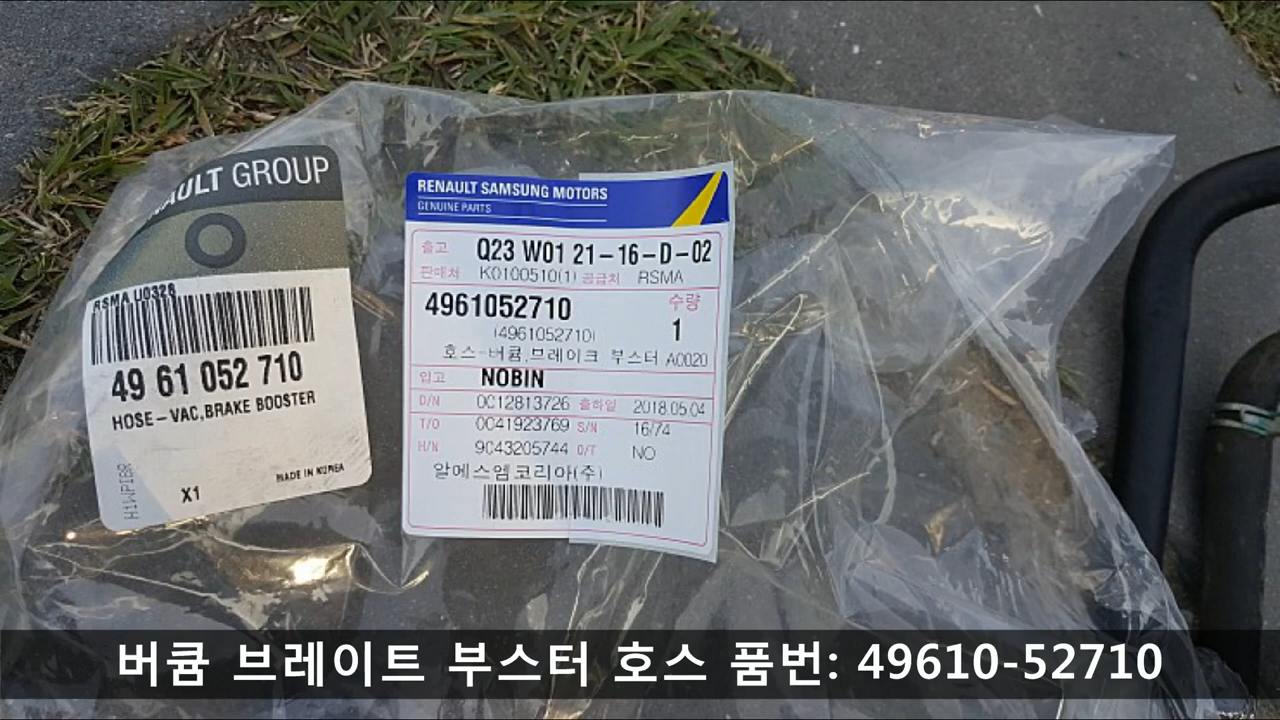 RENAULT GROUP
RSMA U0328
49 61 052 710
HOSE-VAC,BRAKE BOOSTER
MADE IN KOREA
X1
RENAULT SAMSUNG MOTORS
GENUINE PARTS
출고 Q23 W01 21-16-D-02
판매처 K0100510(1) 공급처 RSMA
4961052710 수량
(4961052710) 1
호스-버큠,브레이크 부스터 A0020
입고 NOBIN
D/N 0C12813726 출하일 2018.05.04
T/O 0C41923769 S/N 16/74
H/N 9C43205744 D/T NO
알에스엠코리아(주)
버큠 브레이트 부스터 호스 품번: 49610-52710